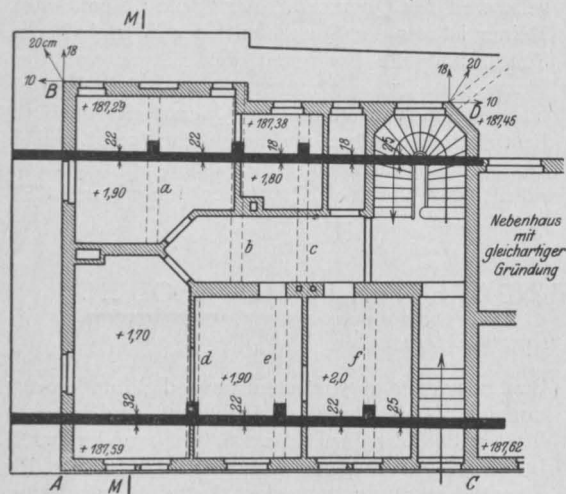 M
20 cm
18
10
B
18
20
10
D
+187,45
+187,29
+187,38
22
22
18
18
25
+1,90
a
+1,80
Nebenhaus
mit
gleichartiger
Gründung
b
c
+1,70
d
+1,90
e
+2,0
f
32
22
22
25
+187,59
+187,62
A
M
C